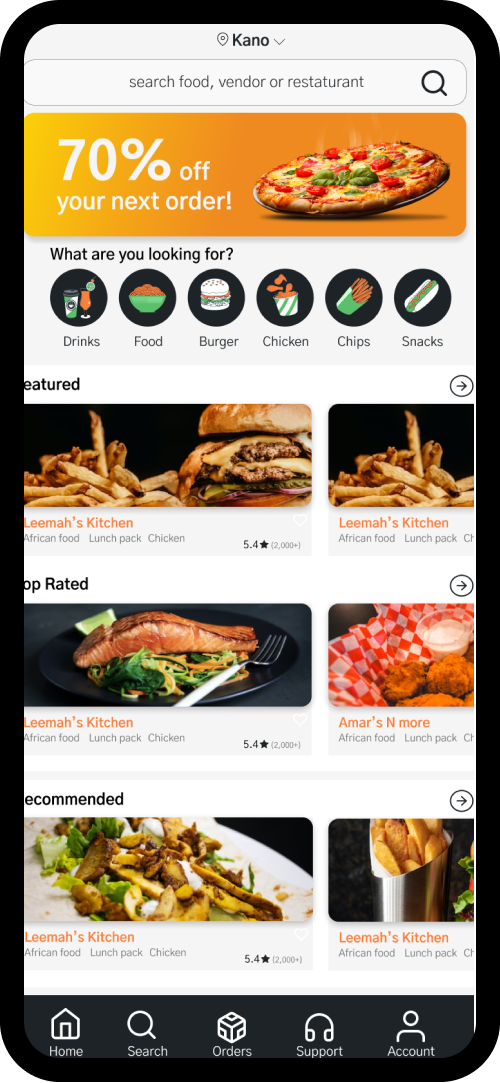 Kano
search food, vendor or restaturant
70% off
your next order!
What are you looking for?
Drinks Food Burger Chicken Chips Snacks
eatured
Leemah's Kitchen
African food Lunch pack Chicken
5.4★ (2,000+)
Leemah's Kitchen
African food Lunch pack Ch
op Rated
Leemah's Kitchen
African food Lunch pack Chicken
5.4★ (2,000+)
Amar's N more
African food Lunch pack Ch
ecommended
Leemah's Kitchen
African food Lunch pack Chicken
5.4★ (2,000+)
Leemah's Kitchen
African food Lunch pack Ch
Home Search Orders Support Account